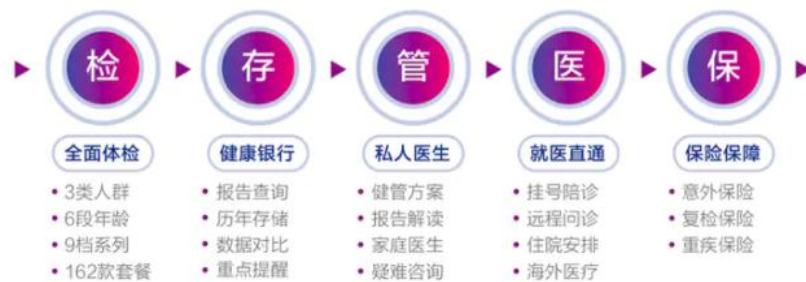 检
存
管
医
保
全面体检
健康银行
私人医生
就医直通
保险保障
• 3类人群
• 6段年龄
• 9档系列
• 162款套餐
• 报告查询
• 历年存储
• 数据对比
• 重点提醒
• 健管方案
• 报告解读
• 家庭医生
• 疑难咨询
• 挂号陪诊
• 远程问诊
• 住院安排
• 海外医疗
• 意外保险
• 复检保险
• 重疾保险